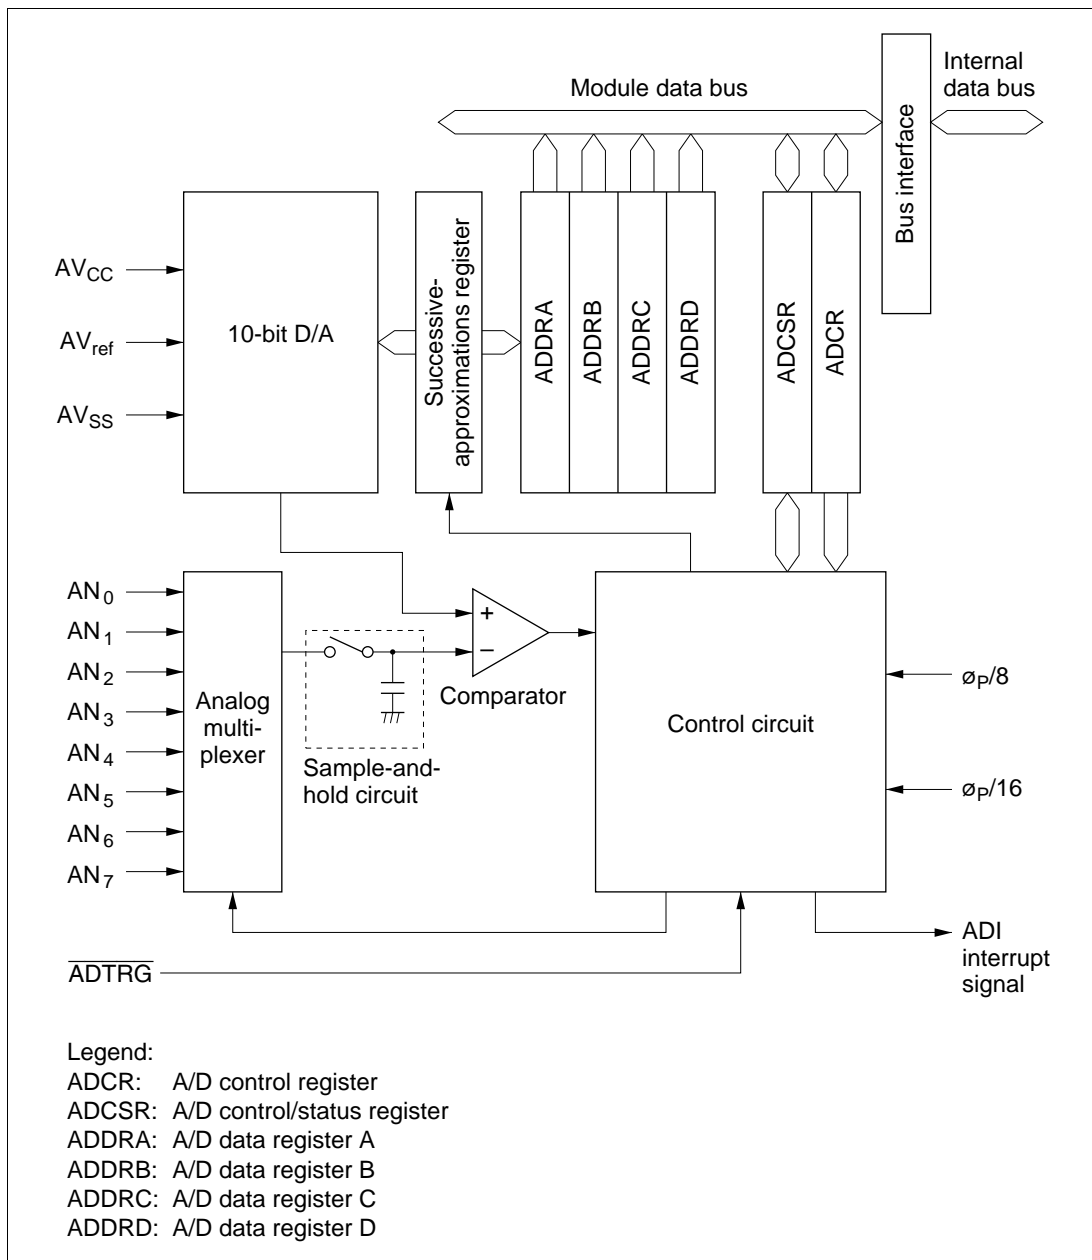 Module data bus
Internal
data bus
Bus interface
AVCC
AVref
AVSS
10-bit D/A
Successive-
approximations register
ADDRA
ADDRB
ADDRC
ADDRD
ADCSR
ADCR
AN0
AN1
AN2
AN3
AN4
AN5
AN6
AN7
Analog
multi-
plexer
Sample-and-
hold circuit
+
−
Comparator
Control circuit
øP/8
øP/16
ADTRG
ADI
interrupt
signal
Legend:
ADCR: A/D control register
ADCSR: A/D control/status register
ADDRA: A/D data register A
ADDRB: A/D data register B
ADDRC: A/D data register C
ADDRD: A/D data register D